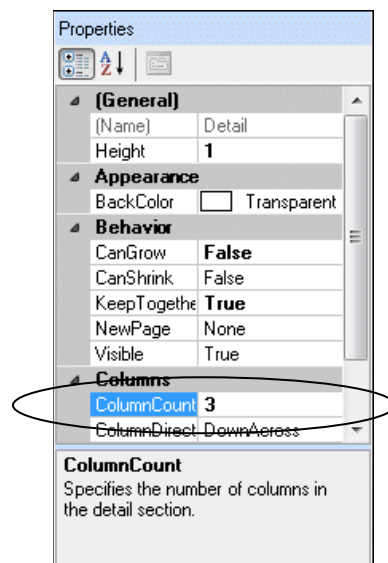 Properties
(General)
(Name) Detail
Height 1
Appearance
BackColor Transparent
Behavior
CanGrow False
CanShrink False
KeepTogethe True
NewPage None
Visible True
Columns
ColumnCount 3
ColumnDirect DownAcross
ColumnCount
Specifies the number of columns in
the detail section.